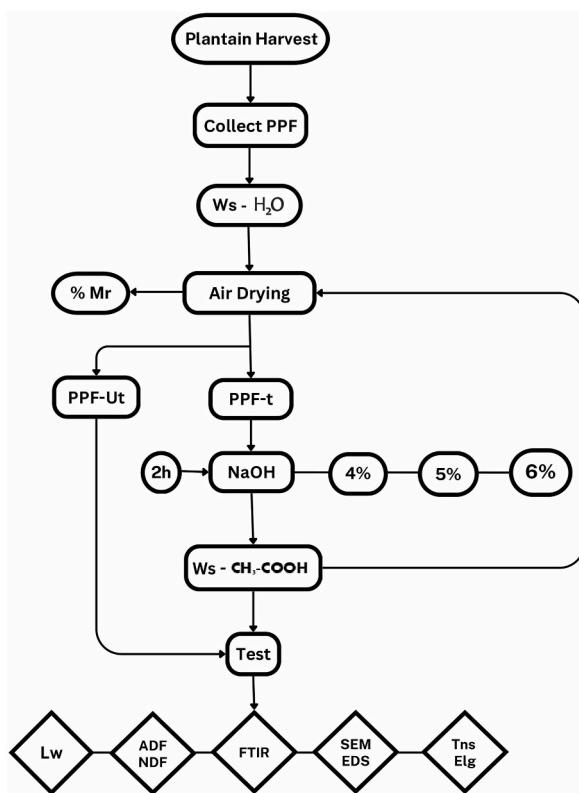 Plantain Harvest
Collect PPF
Ws - H₂O
% Mr
Air Drying
PPF-Ut
PPF-t
2h
NaOH
4%
5%
6%
Ws - CH₃-COOH
Test
Lw
ADF
NDF
FTIR
SEM
EDS
Tns
Elg